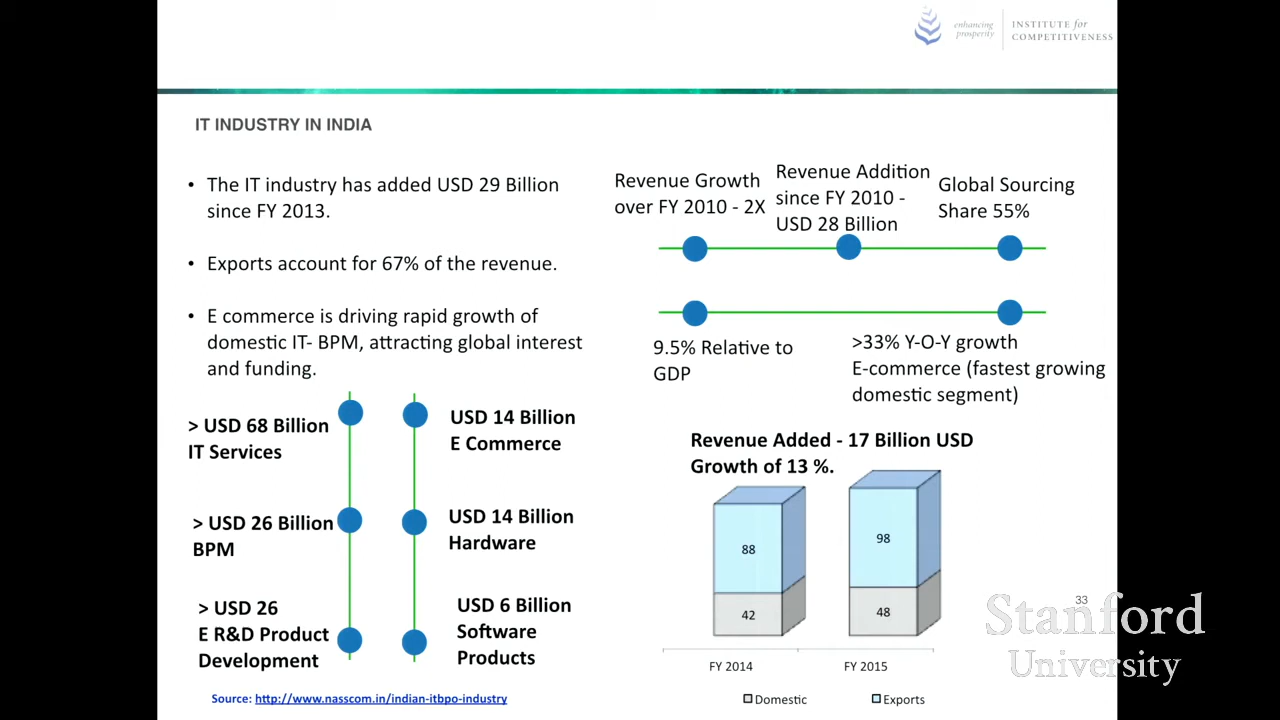 enhancing
prosperity
INSTITUTE for
COMPETITIVENESS
IT INDUSTRY IN INDIA
• The IT industry has added USD 29 Billion
since FY 2013.
• Exports account for 67% of the revenue.
• E commerce is driving rapid growth of
domestic IT- BPM, attracting global interest
and funding.
> USD 68 Billion
IT Services
> USD 26 Billion
BPM
> USD 26
E R&D Product
Development
USD 14 Billion
E Commerce
USD 14 Billion
Hardware
USD 6 Billion
Software
Products
Source: http://www.nasscom.in/indian-itbpo-industry
Revenue Growth
over FY 2010 - 2X
Revenue Addition
since FY 2010 -
USD 28 Billion
Global Sourcing
Share 55%
9.5% Relative to
GDP
>33% Y-O-Y growth
E-commerce (fastest growing
domestic segment)
Revenue Added - 17 Billion USD
Growth of 13 %.
88
98
42
48
FY 2014
FY 2015
Domestic
Exports
33
Stanford
University